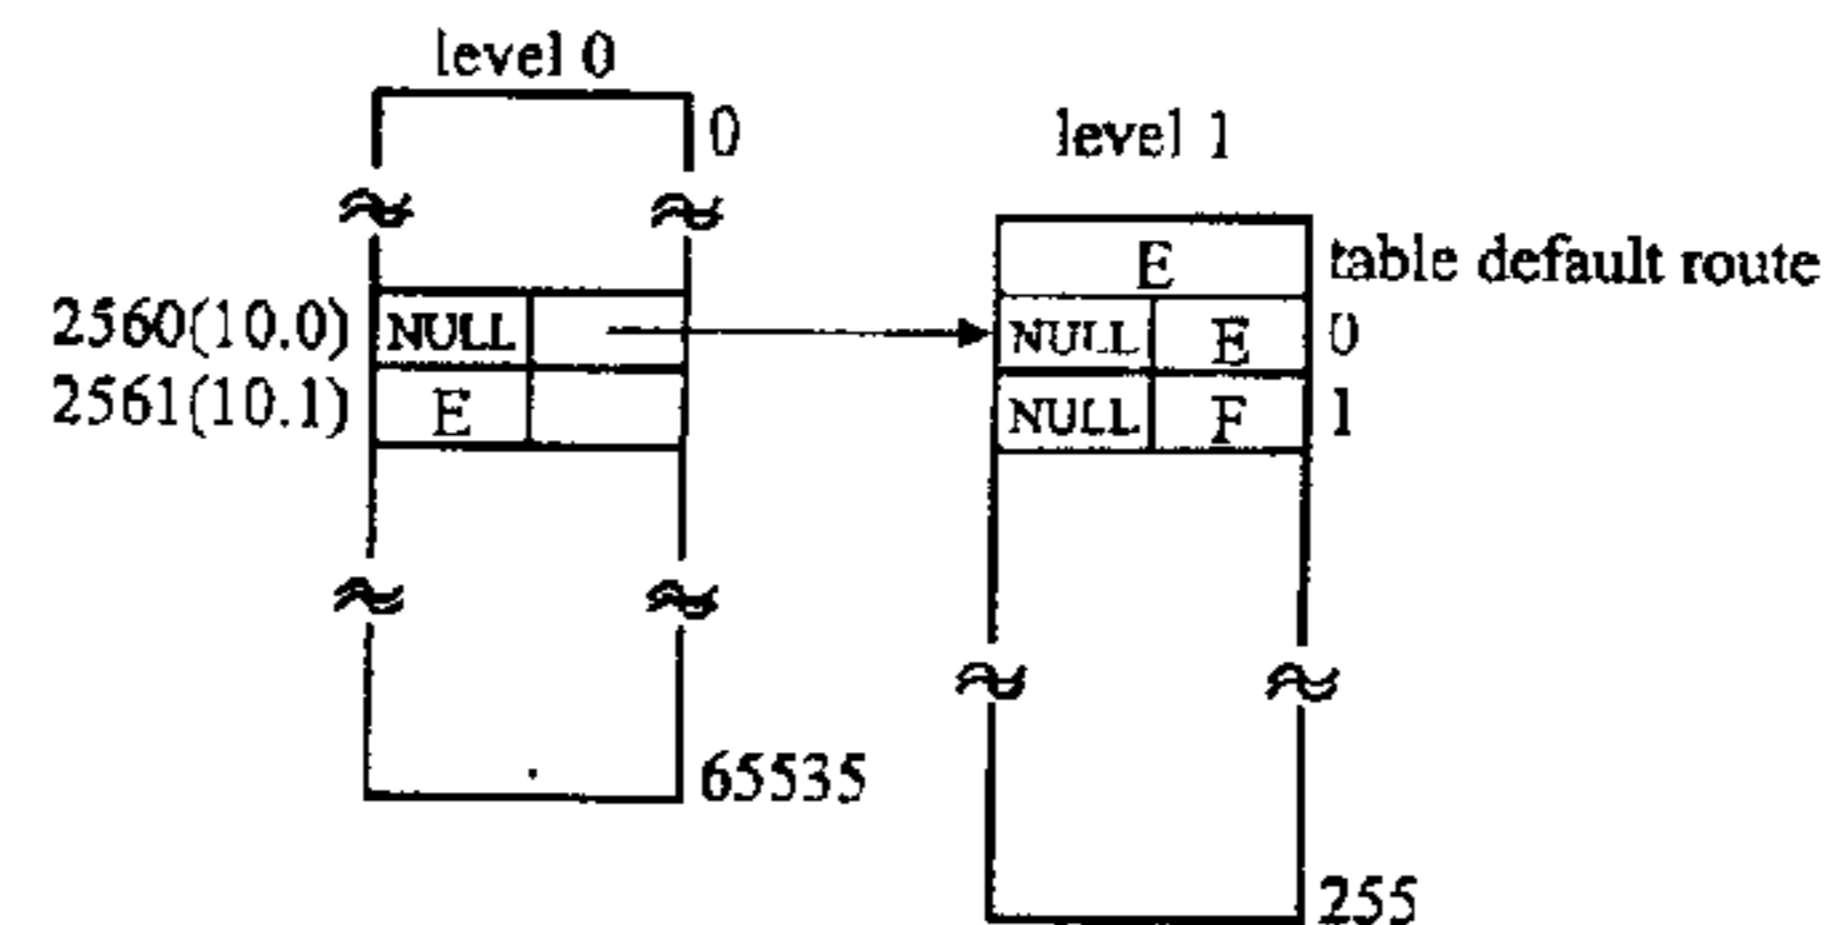 level 0
0
level 1
E table default route
2560(10.0) NULL NULL E 0
2561(10.1) E NULL F 1
65535
255